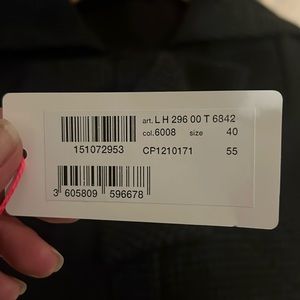 art. L H 296 00 T 6842
col. 6008 size 40
151072953 CP1210171 55
3 605809 596678